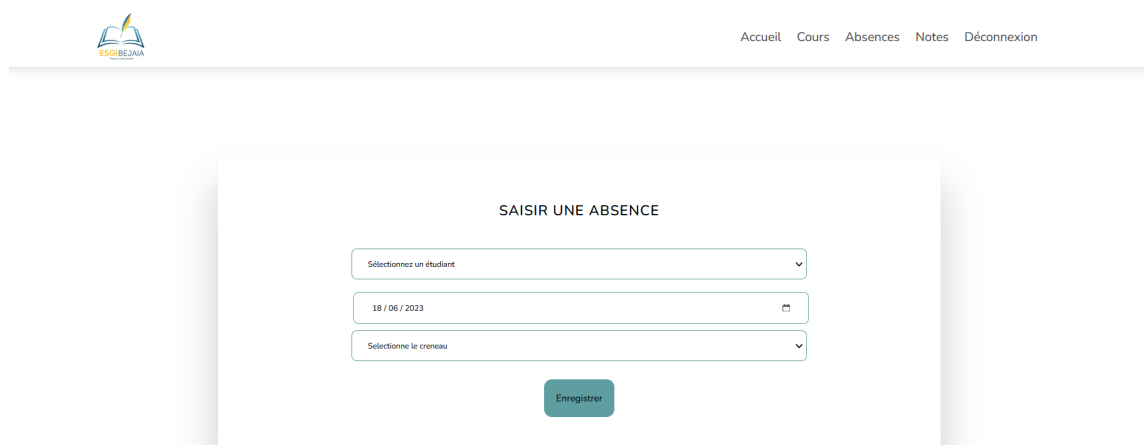 ESGIBEJAIA
Accueil Cours Absences Notes Déconnexion
SAISIR UNE ABSENCE
Sélectionnez un étudiant
18 / 06 / 2023
Selectionne le creneau
Enregistrer